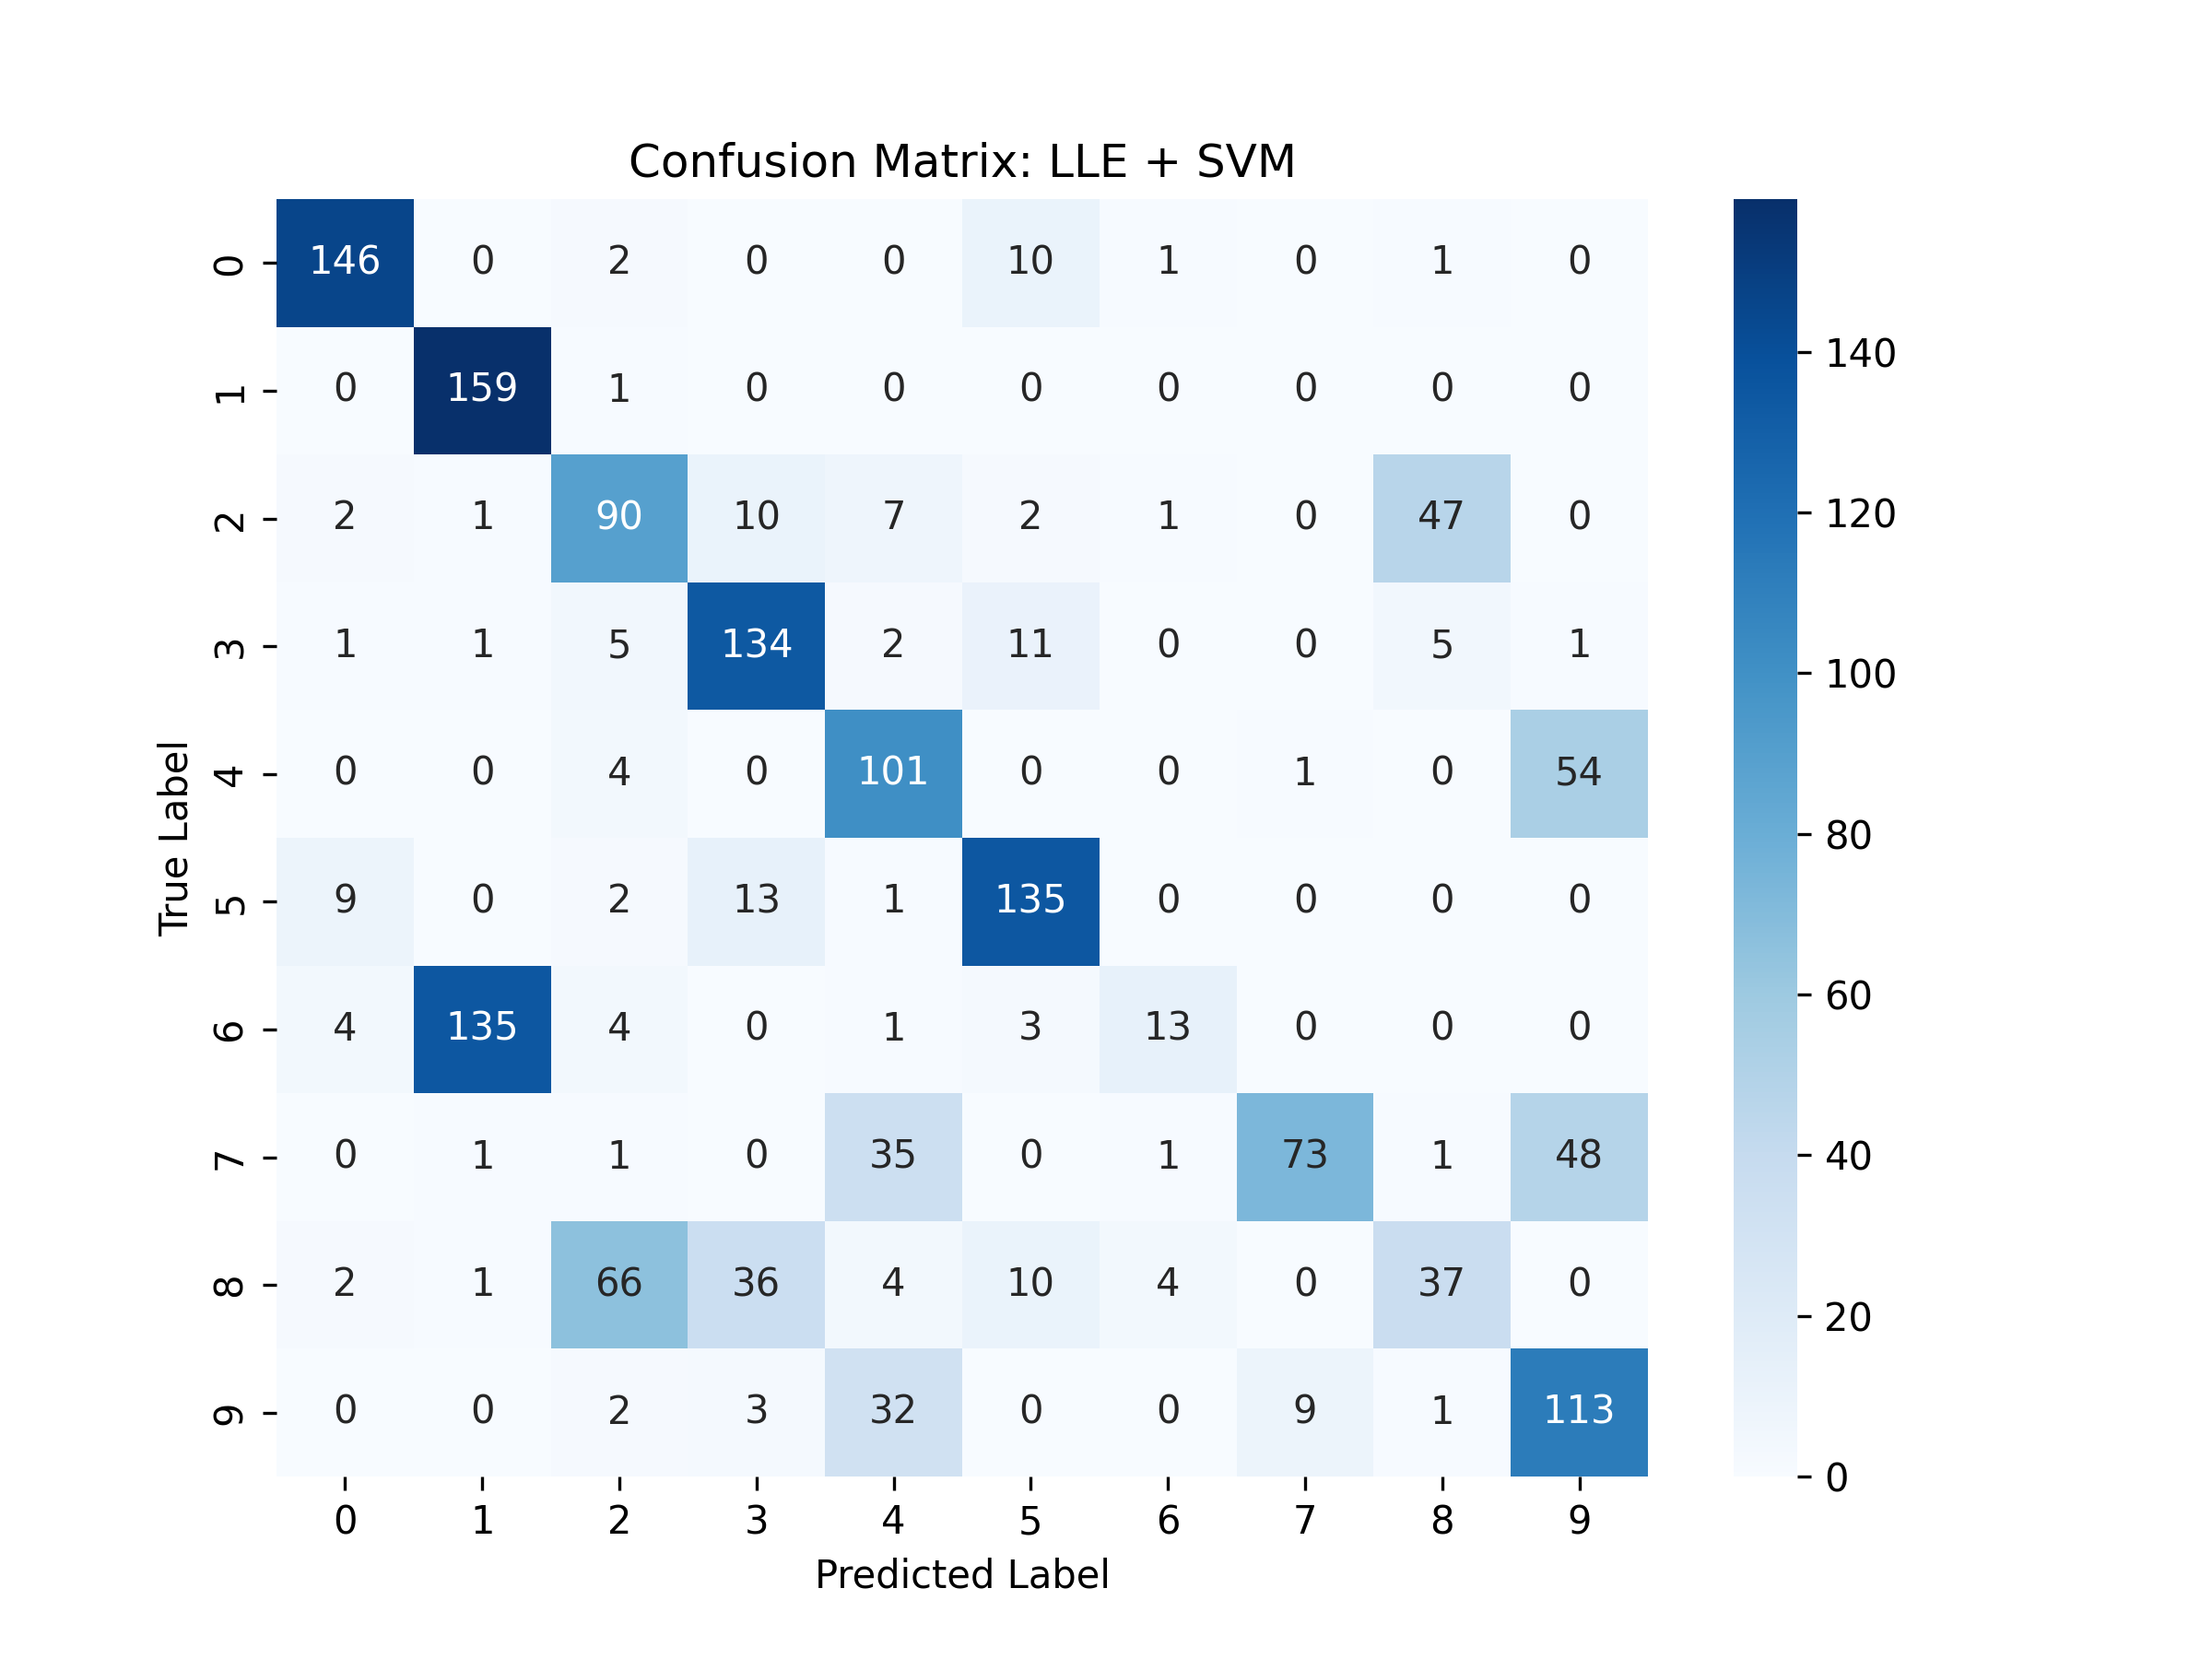 Confusion Matrix: LLE + SVM
0 146 0 2 0 0 10 1 0 1 0
1 0 159 1 0 0 0 0 0 0 0
2 2 1 90 10 7 2 1 0 47 0
3 1 1 5 134 2 11 0 0 5 1
4 0 0 4 0 101 0 0 1 0 54
5 9 0 2 13 1 135 0 0 0 0
6 4 135 4 0 1 3 13 0 0 0
7 0 1 1 0 35 0 1 73 1 48
8 2 1 66 36 4 10 4 0 37 0
9 0 0 2 3 32 0 0 9 1 113
0 1 2 3 4 5 6 7 8 9
Predicted Label
True Label
140
120
100
80
60
40
20
0